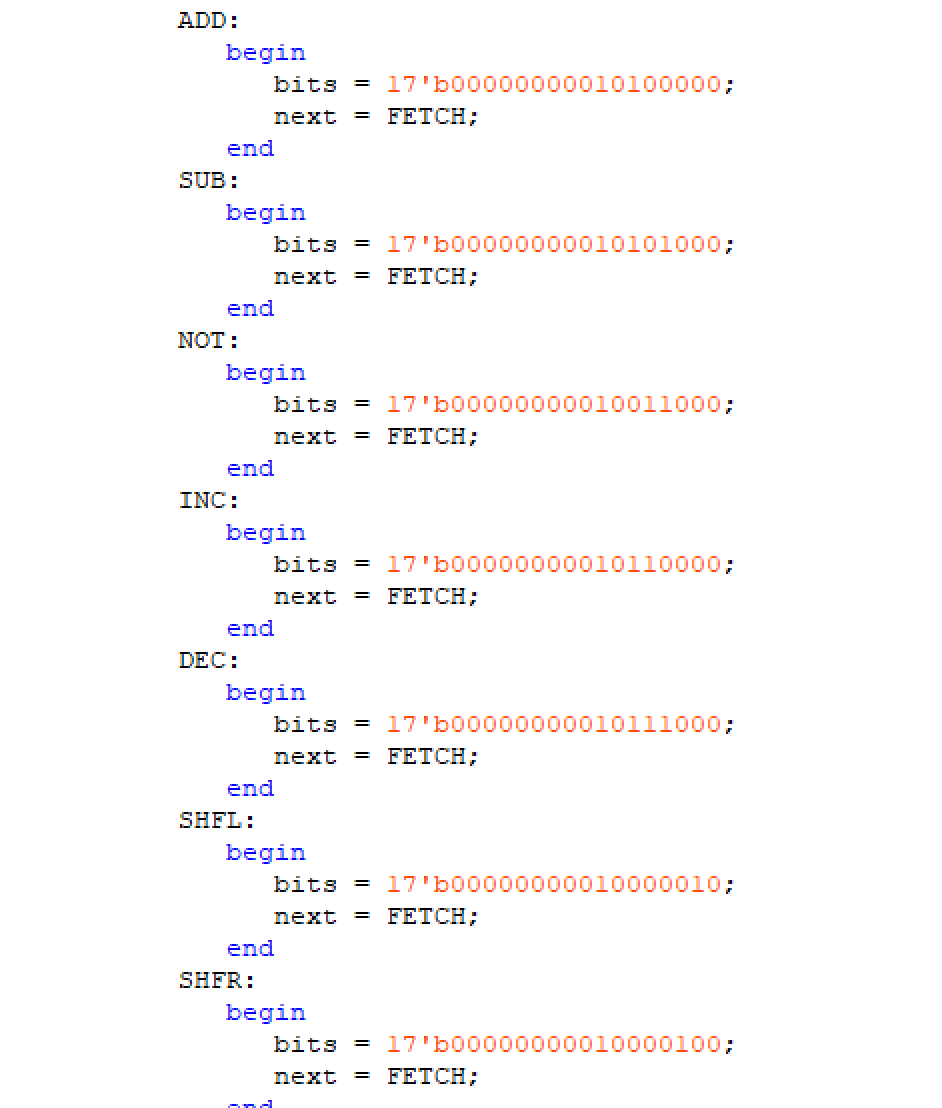 ADD:
begin
bits = 17'b00000000010100000;
next = FETCH;
end
SUB:
begin
bits = 17'b00000000010101000;
next = FETCH;
end
NOT:
begin
bits = 17'b00000000010011000;
next = FETCH;
end
INC:
begin
bits = 17'b00000000010110000;
next = FETCH;
end
DEC:
begin
bits = 17'b00000000010111000;
next = FETCH;
end
SHFL:
begin
bits = 17'b00000000010000010;
next = FETCH;
end
SHFR:
begin
bits = 17'b00000000010000100;
next = FETCH;
end